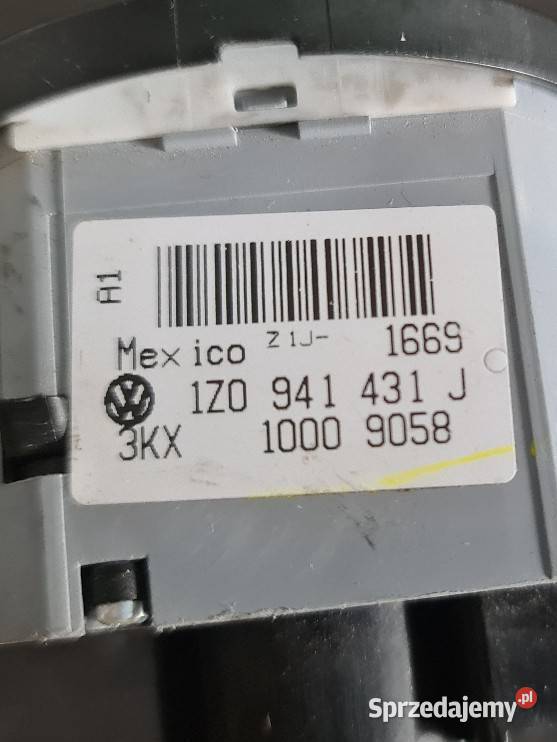 A1
Mexico Z1J- 1669
1Z0 941 431 J
3KX 1000 9058
Sprzedajemy.pl